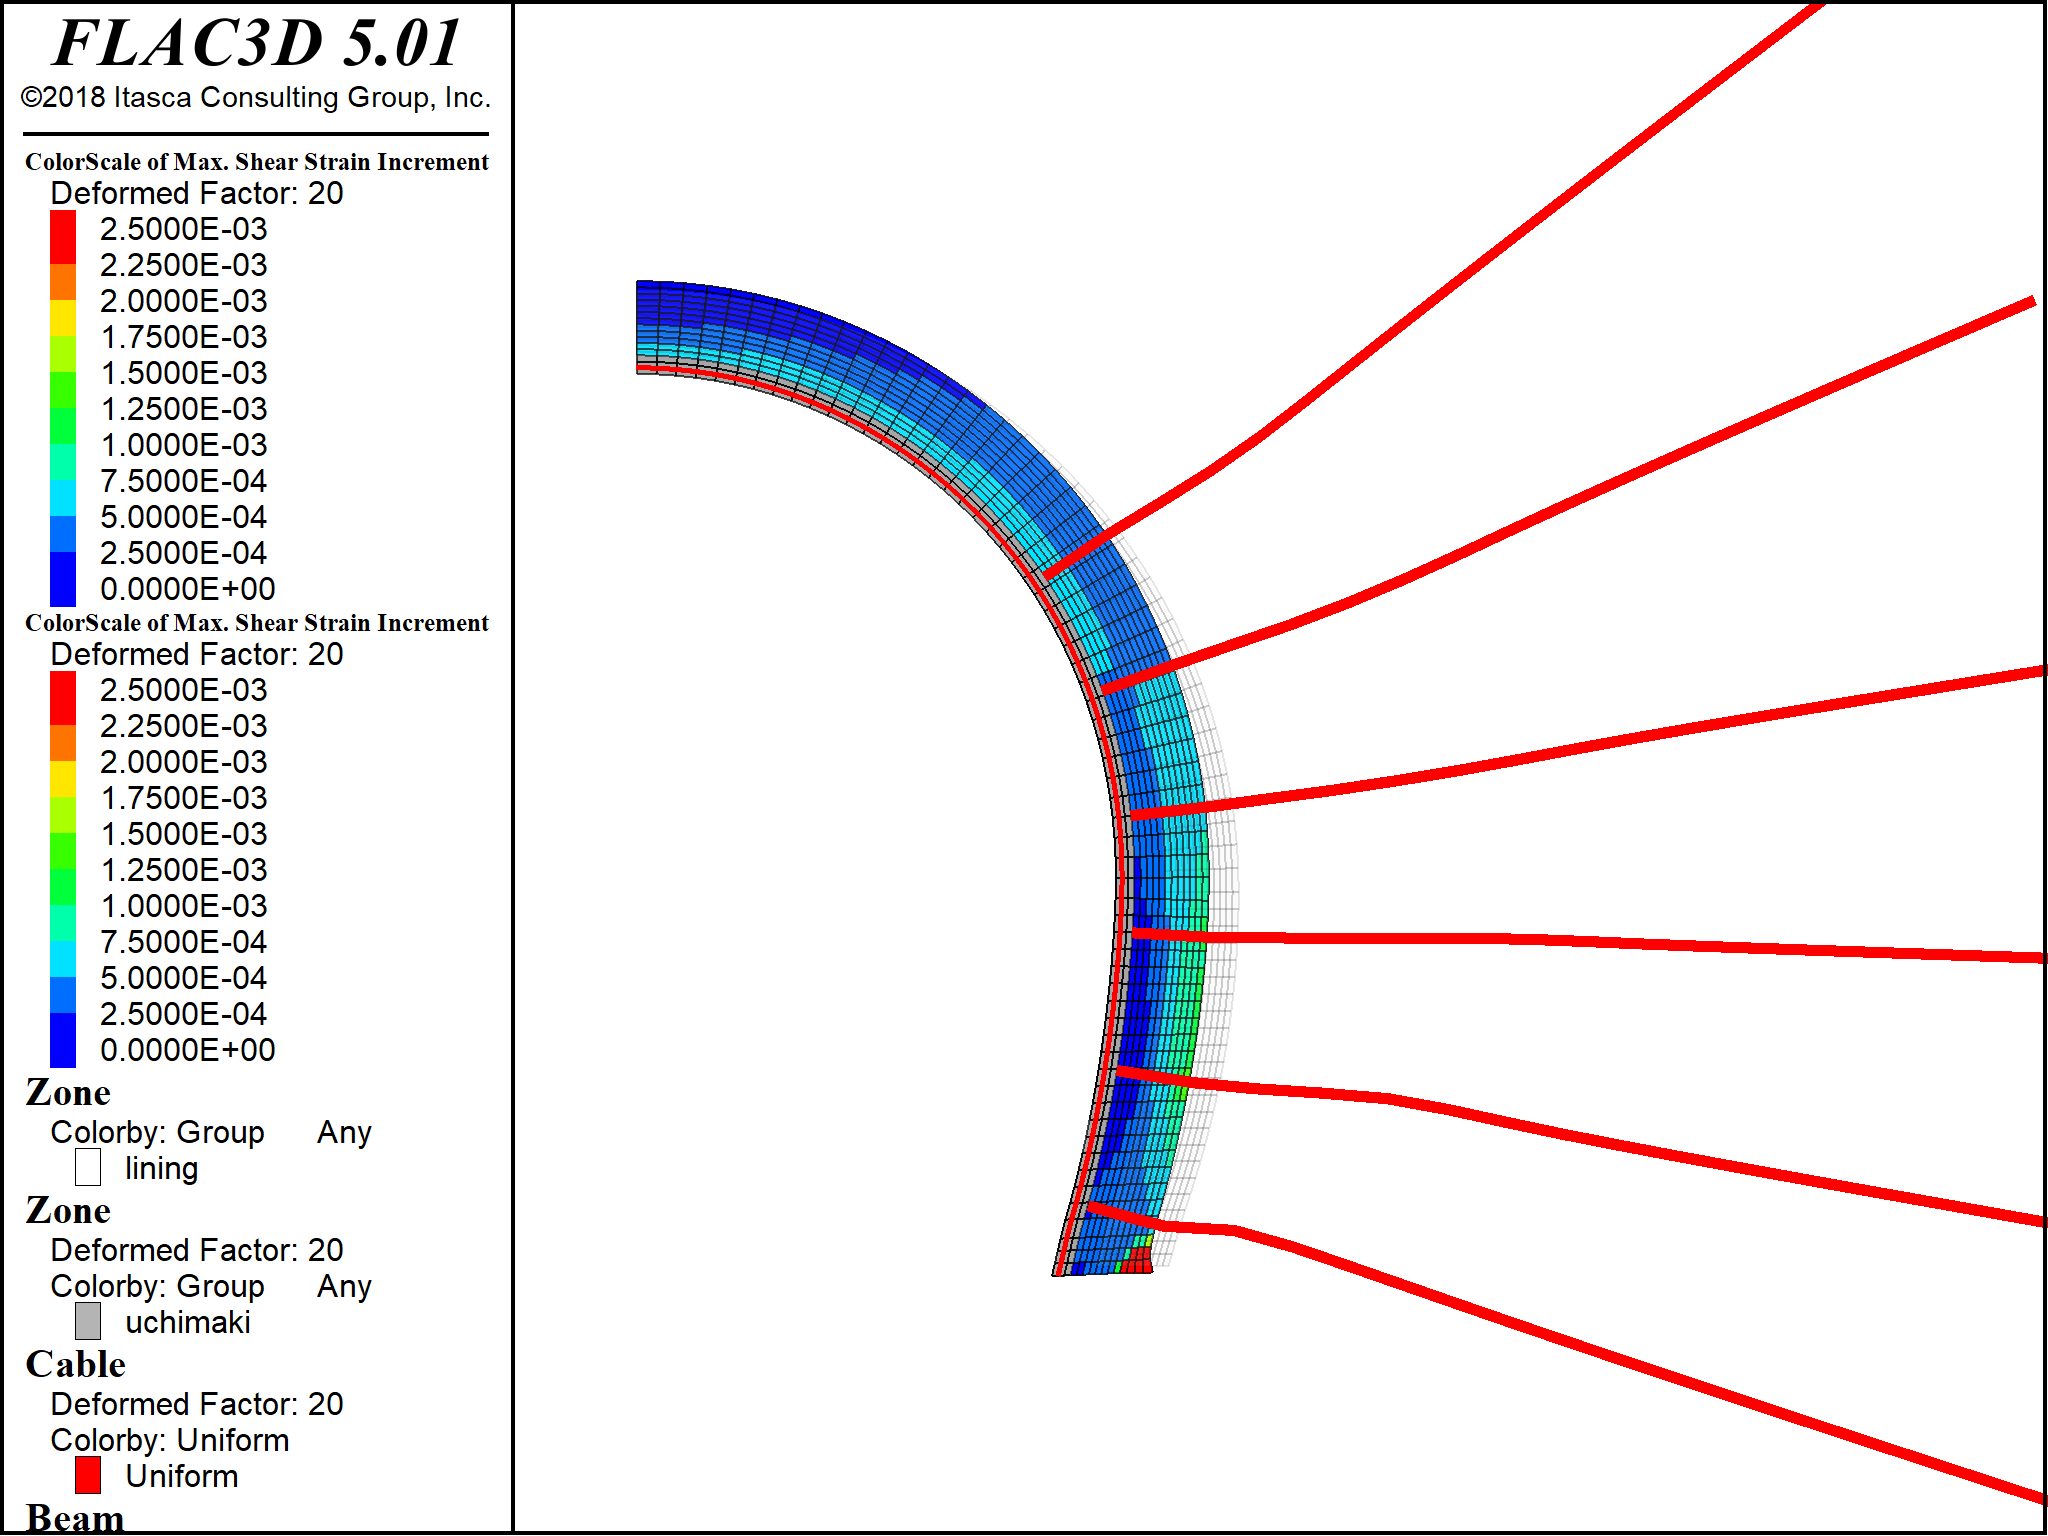 FLAC3D 5.01
©2018 Itasca Consulting Group, Inc.
ColorScale of Max. Shear Strain Increment
Deformed Factor: 20
2.5000E-03
2.2500E-03
2.0000E-03
1.7500E-03
1.5000E-03
1.2500E-03
1.0000E-03
7.5000E-04
5.0000E-04
2.5000E-04
0.0000E+00
ColorScale of Max. Shear Strain Increment
Deformed Factor: 20
2.5000E-03
2.2500E-03
2.0000E-03
1.7500E-03
1.5000E-03
1.2500E-03
1.0000E-03
7.5000E-04
5.0000E-04
2.5000E-04
0.0000E+00
Zone
Colorby: Group Any
lining
Zone
Deformed Factor: 20
Colorby: Group Any
uchimaki
Cable
Deformed Factor: 20
Colorby: Uniform
Uniform
Beam